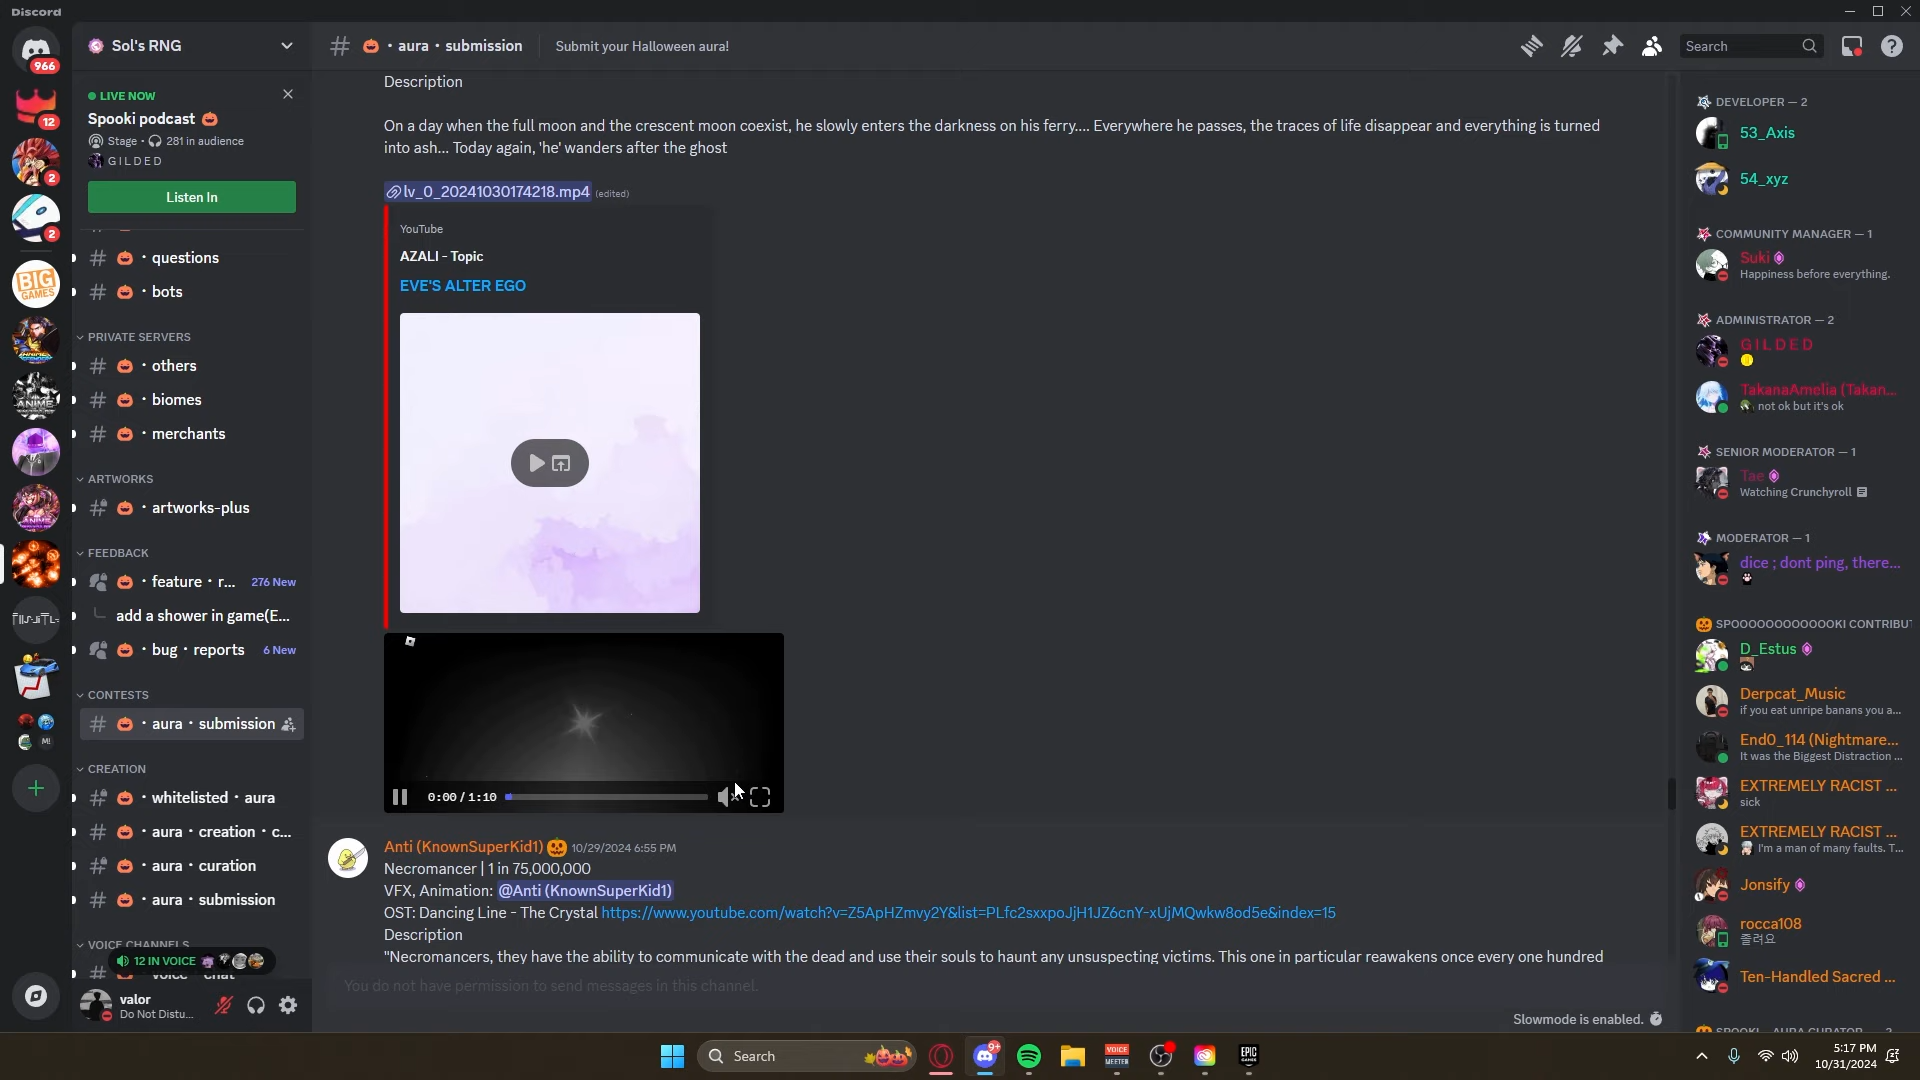 Discord
Sol's RNG
# • aura • submission
Submit your Halloween aura!
Search
966
12
2
2
BIG GAMES
LIVE NOW
Spooki podcast
Stage • 281 in audience
G I L D E D
Listen In
• questions
• bots
PRIVATE SERVERS
• others
• biomes
• merchants
ARTWORKS
• artworks-plus
FEEDBACK
• feature • r... 276 New
add a shower in game(E...
• bug • reports 6 New
CONTESTS
• aura • submission
CREATION
• whitelisted • aura
• aura • creation • c...
• aura • curation
• aura • submission
VOICE CHANNELS
12 IN VOICE
valor
Do Not Distu...
Description
On a day when the full moon and the crescent moon coexist, he slowly enters the darkness on his ferry.... Everywhere he passes, the traces of life disappear and everything is turned
into ash... Today again, 'he' wanders after the ghost
lv_0_20241030174218.mp4 (edited)
YouTube
AZALI - Topic
EVE'S ALTER EGO
0:00 / 1:10
Anti (KnownSuperKid1) 10/29/2024 6:55 PM
Necromancer | 1 in 75,000,000
VFX, Animation: @Anti (KnownSuperKid1)
OST: Dancing Line - The Crystal https://www.youtube.com/watch?v=Z5ApHZmvy2Y&list=PLfc2sxxpoJjH1JZ6cnY-xUjMQwkw8od5e&index=15
Description
"Necromancers, they have the ability to communicate with the dead and use their souls to haunt any unsuspecting victims. This one in particular reawakens once every one hundred
You do not have permission to send messages in this channel.
Slowmode is enabled.
DEVELOPER — 2
53_Axis
54_xyz
COMMUNITY MANAGER — 1
Suki
Happiness before everything.
ADMINISTRATOR — 2
G I L D E D
TakanaAmelia (Takan...
not ok but it's ok
SENIOR MODERATOR — 1
Tae
Watching Crunchyroll
MODERATOR — 1
dice ; dont ping, there...
SPOOOOOOOOOOOOKI CONTRIBUT
D_Estus
Derpcat_Music
if you eat unripe banans you a...
End0_114 (Nightmare...
It was the Biggest Distraction ...
EXTREMELY RACIST ...
sick
EXTREMELY RACIST ...
I'm a man of many faults. T...
Jonsify
rocca108
졸려요
Ten-Handled Sacred ...
Search
9+
VOICE MEETER
EPIC GAMES
5:17 PM
10/31/2024